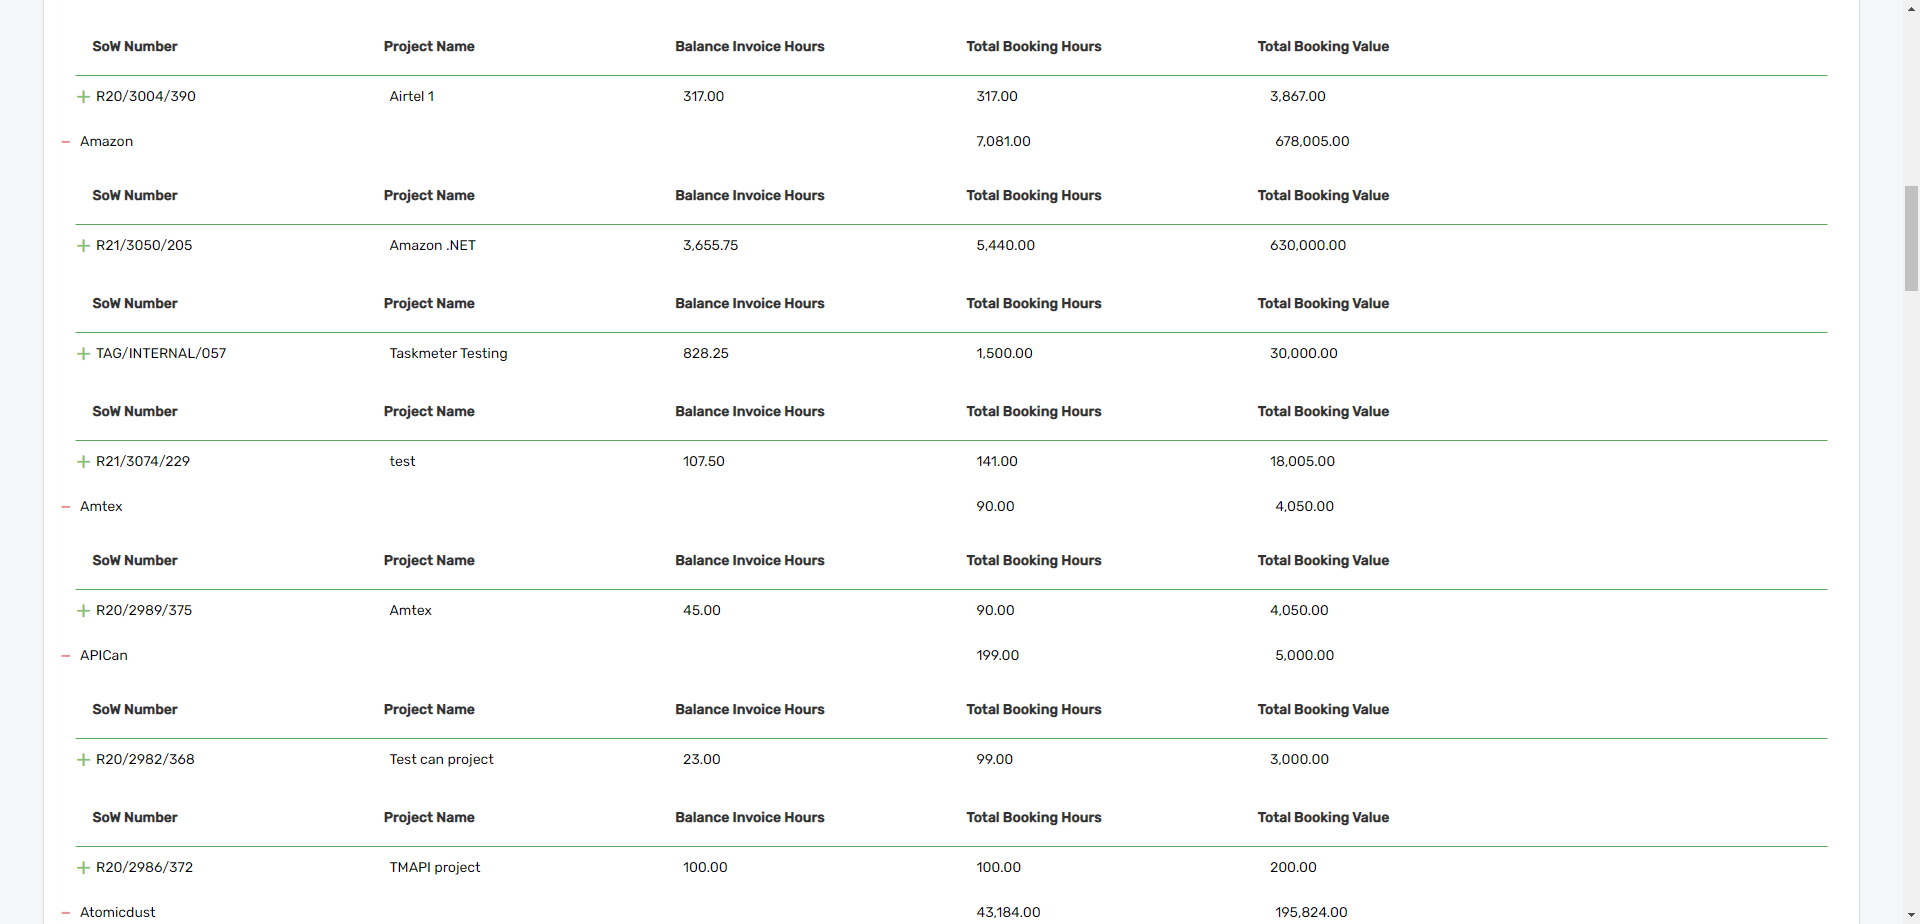 SoW Number Project Name Balance Invoice Hours Total Booking Hours Total Booking Value
R20/3004/390 Airtel 1 317.00 317.00 3,867.00
Amazon 7,081.00 678,005.00
SoW Number Project Name Balance Invoice Hours Total Booking Hours Total Booking Value
R21/3050/205 Amazon .NET 3,655.75 5,440.00 630,000.00
SoW Number Project Name Balance Invoice Hours Total Booking Hours Total Booking Value
TAG/INTERNAL/057 Taskmeter Testing 828.25 1,500.00 30,000.00
SoW Number Project Name Balance Invoice Hours Total Booking Hours Total Booking Value
R21/3074/229 test 107.50 141.00 18,005.00
Amtex 90.00 4,050.00
SoW Number Project Name Balance Invoice Hours Total Booking Hours Total Booking Value
R20/2989/375 Amtex 45.00 90.00 4,050.00
APICan 199.00 5,000.00
SoW Number Project Name Balance Invoice Hours Total Booking Hours Total Booking Value
R20/2982/368 Test can project 23.00 99.00 3,000.00
SoW Number Project Name Balance Invoice Hours Total Booking Hours Total Booking Value
R20/2986/372 TMAPI project 100.00 100.00 200.00
Atomicdust 43,184.00 195,824.00